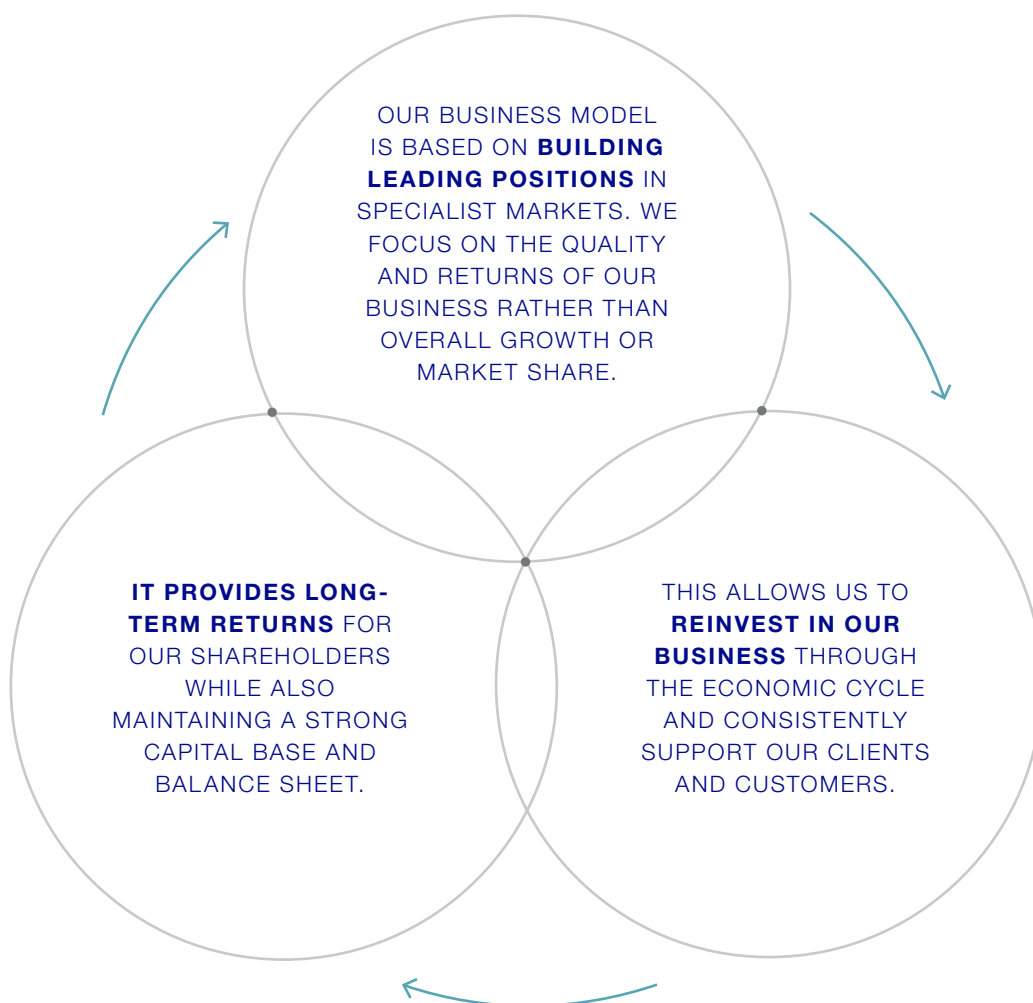 OUR BUSINESS MODEL
IS BASED ON BUILDING
LEADING POSITIONS IN
SPECIALIST MARKETS. WE
FOCUS ON THE QUALITY
AND RETURNS OF OUR
BUSINESS RATHER THAN
OVERALL GROWTH OR
MARKET SHARE.
IT PROVIDES LONG-
TERM RETURNS FOR
OUR SHAREHOLDERS
WHILE ALSO
MAINTAINING A STRONG
CAPITAL BASE AND
BALANCE SHEET.
THIS ALLOWS US TO
REINVEST IN OUR
BUSINESS THROUGH
THE ECONOMIC CYCLE
AND CONSISTENTLY
SUPPORT OUR CLIENTS
AND CUSTOMERS.